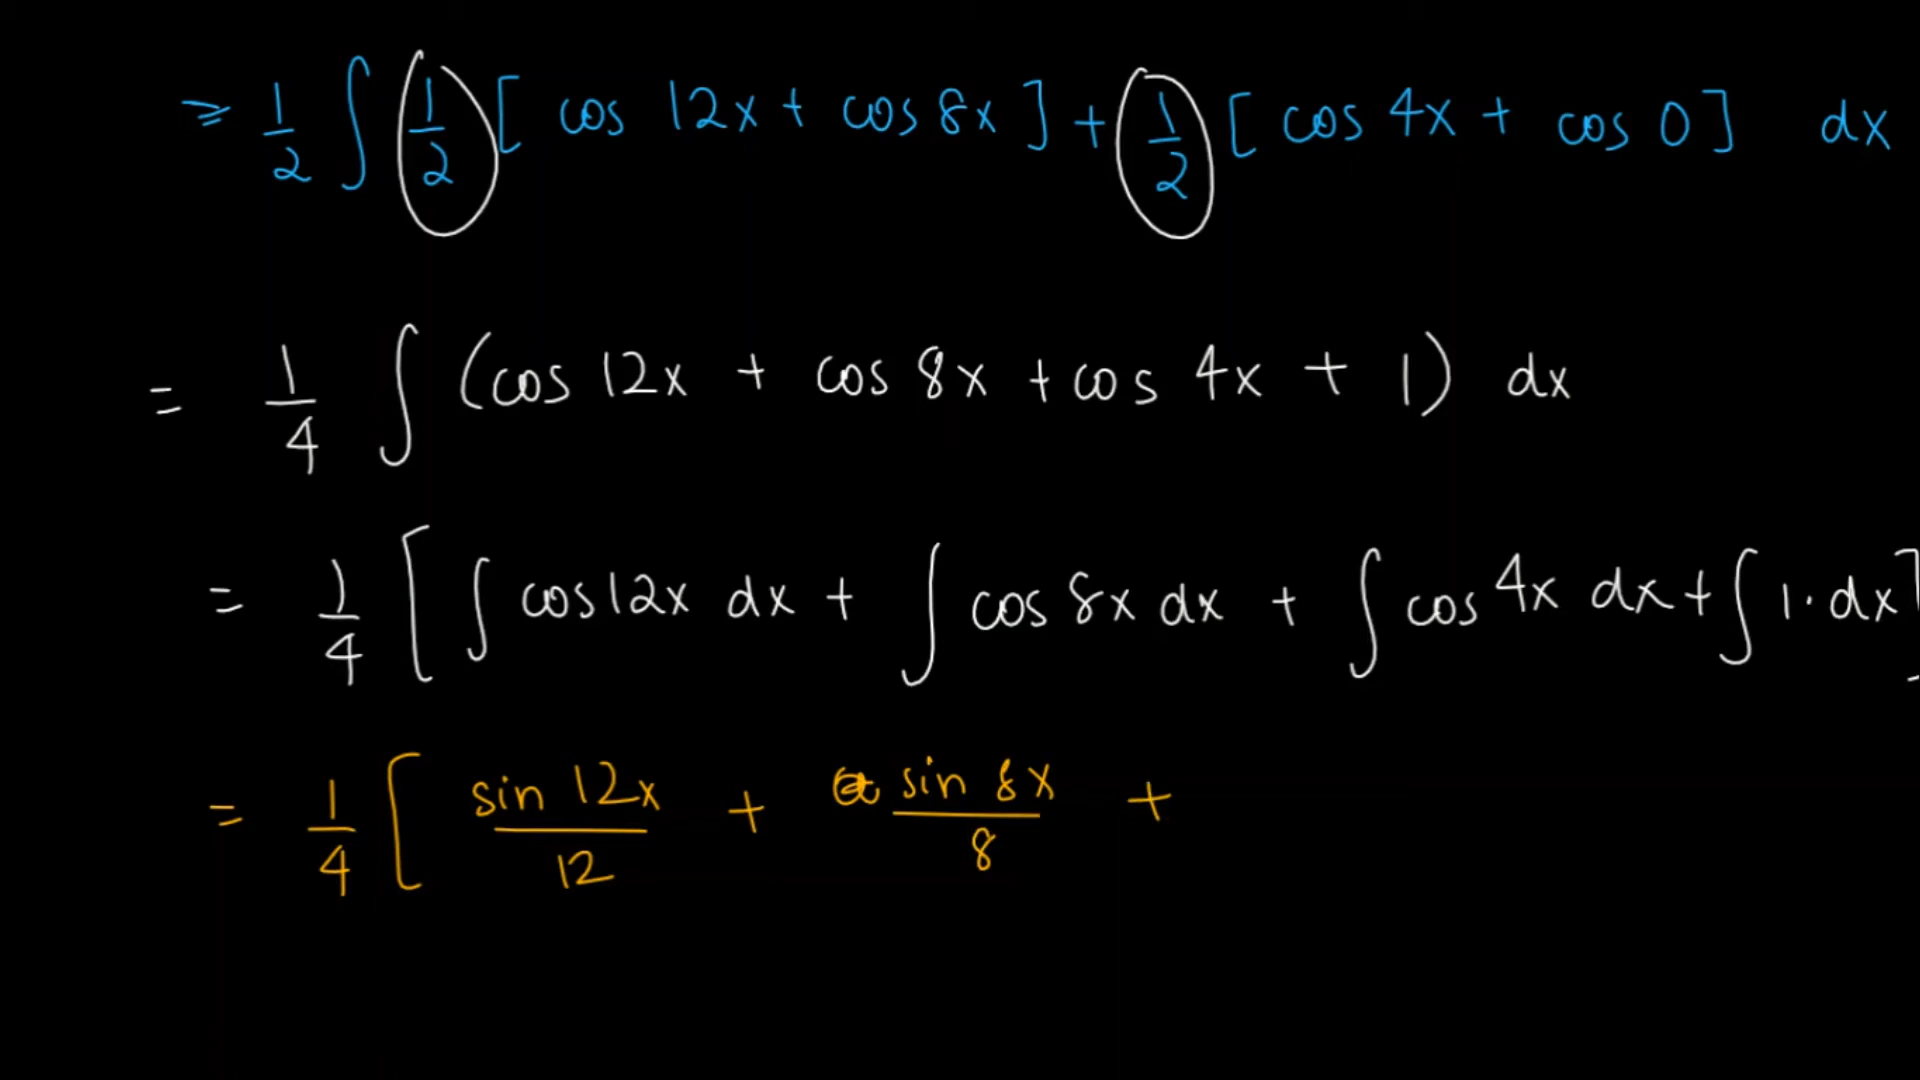 ⇒ 1/2 ∫ 1/2 [ cos 12x + cos 8x ] + 1/2 [ cos 4x + cos 0 ] dx
= 1/4 ∫ (cos 12x + cos 8x + cos 4x + 1) dx
= 1/4 [ ∫ cos 12x dx + ∫ cos 8x dx + ∫ cos 4x dx + ∫ 1. dx ]
= 1/4 [ sin 12x/12 + sin 8x/8 +